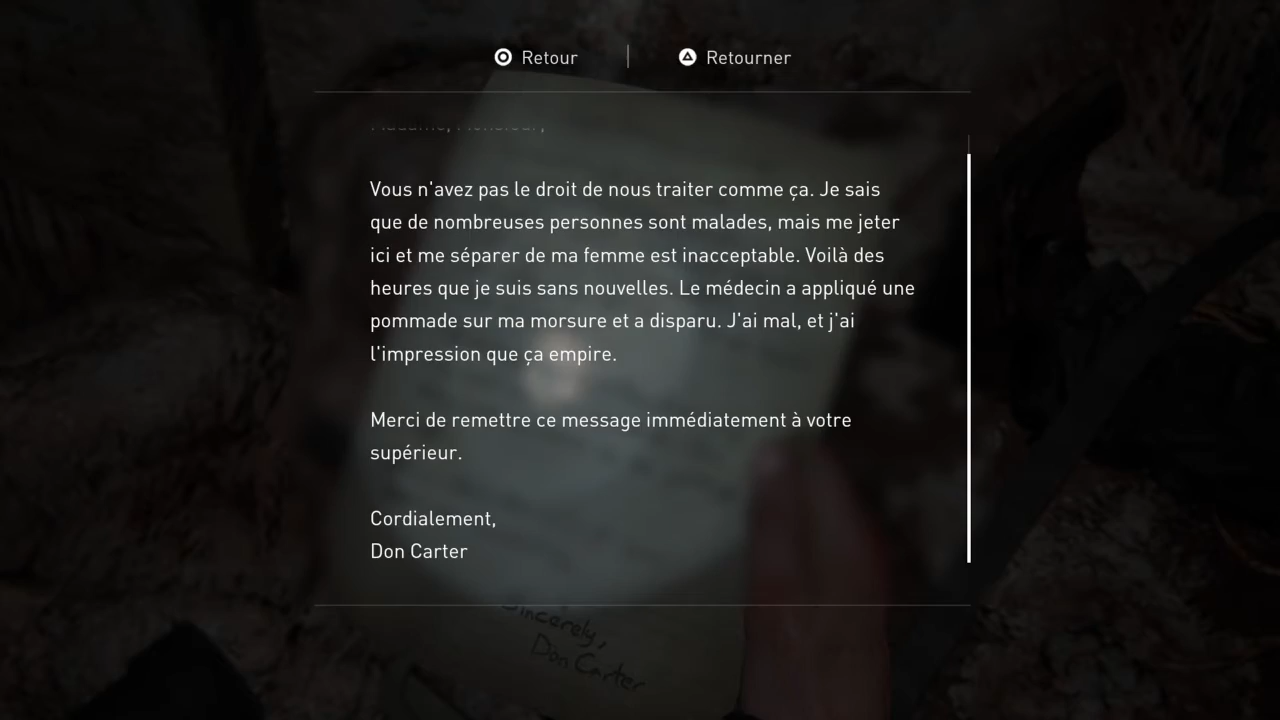 Retour | Retourner
Madame, Monsieur,
Vous n'avez pas le droit de nous traiter comme ça. Je sais
que de nombreuses personnes sont malades, mais me jeter
ici et me séparer de ma femme est inacceptable. Voilà des
heures que je suis sans nouvelles. Le médecin a appliqué une
pommade sur ma morsure et a disparu. J'ai mal, et j'ai
l'impression que ça empire.
Merci de remettre ce message immédiatement à votre
supérieur.
Cordialement,
Don Carter
Sincerely,
Don Carter